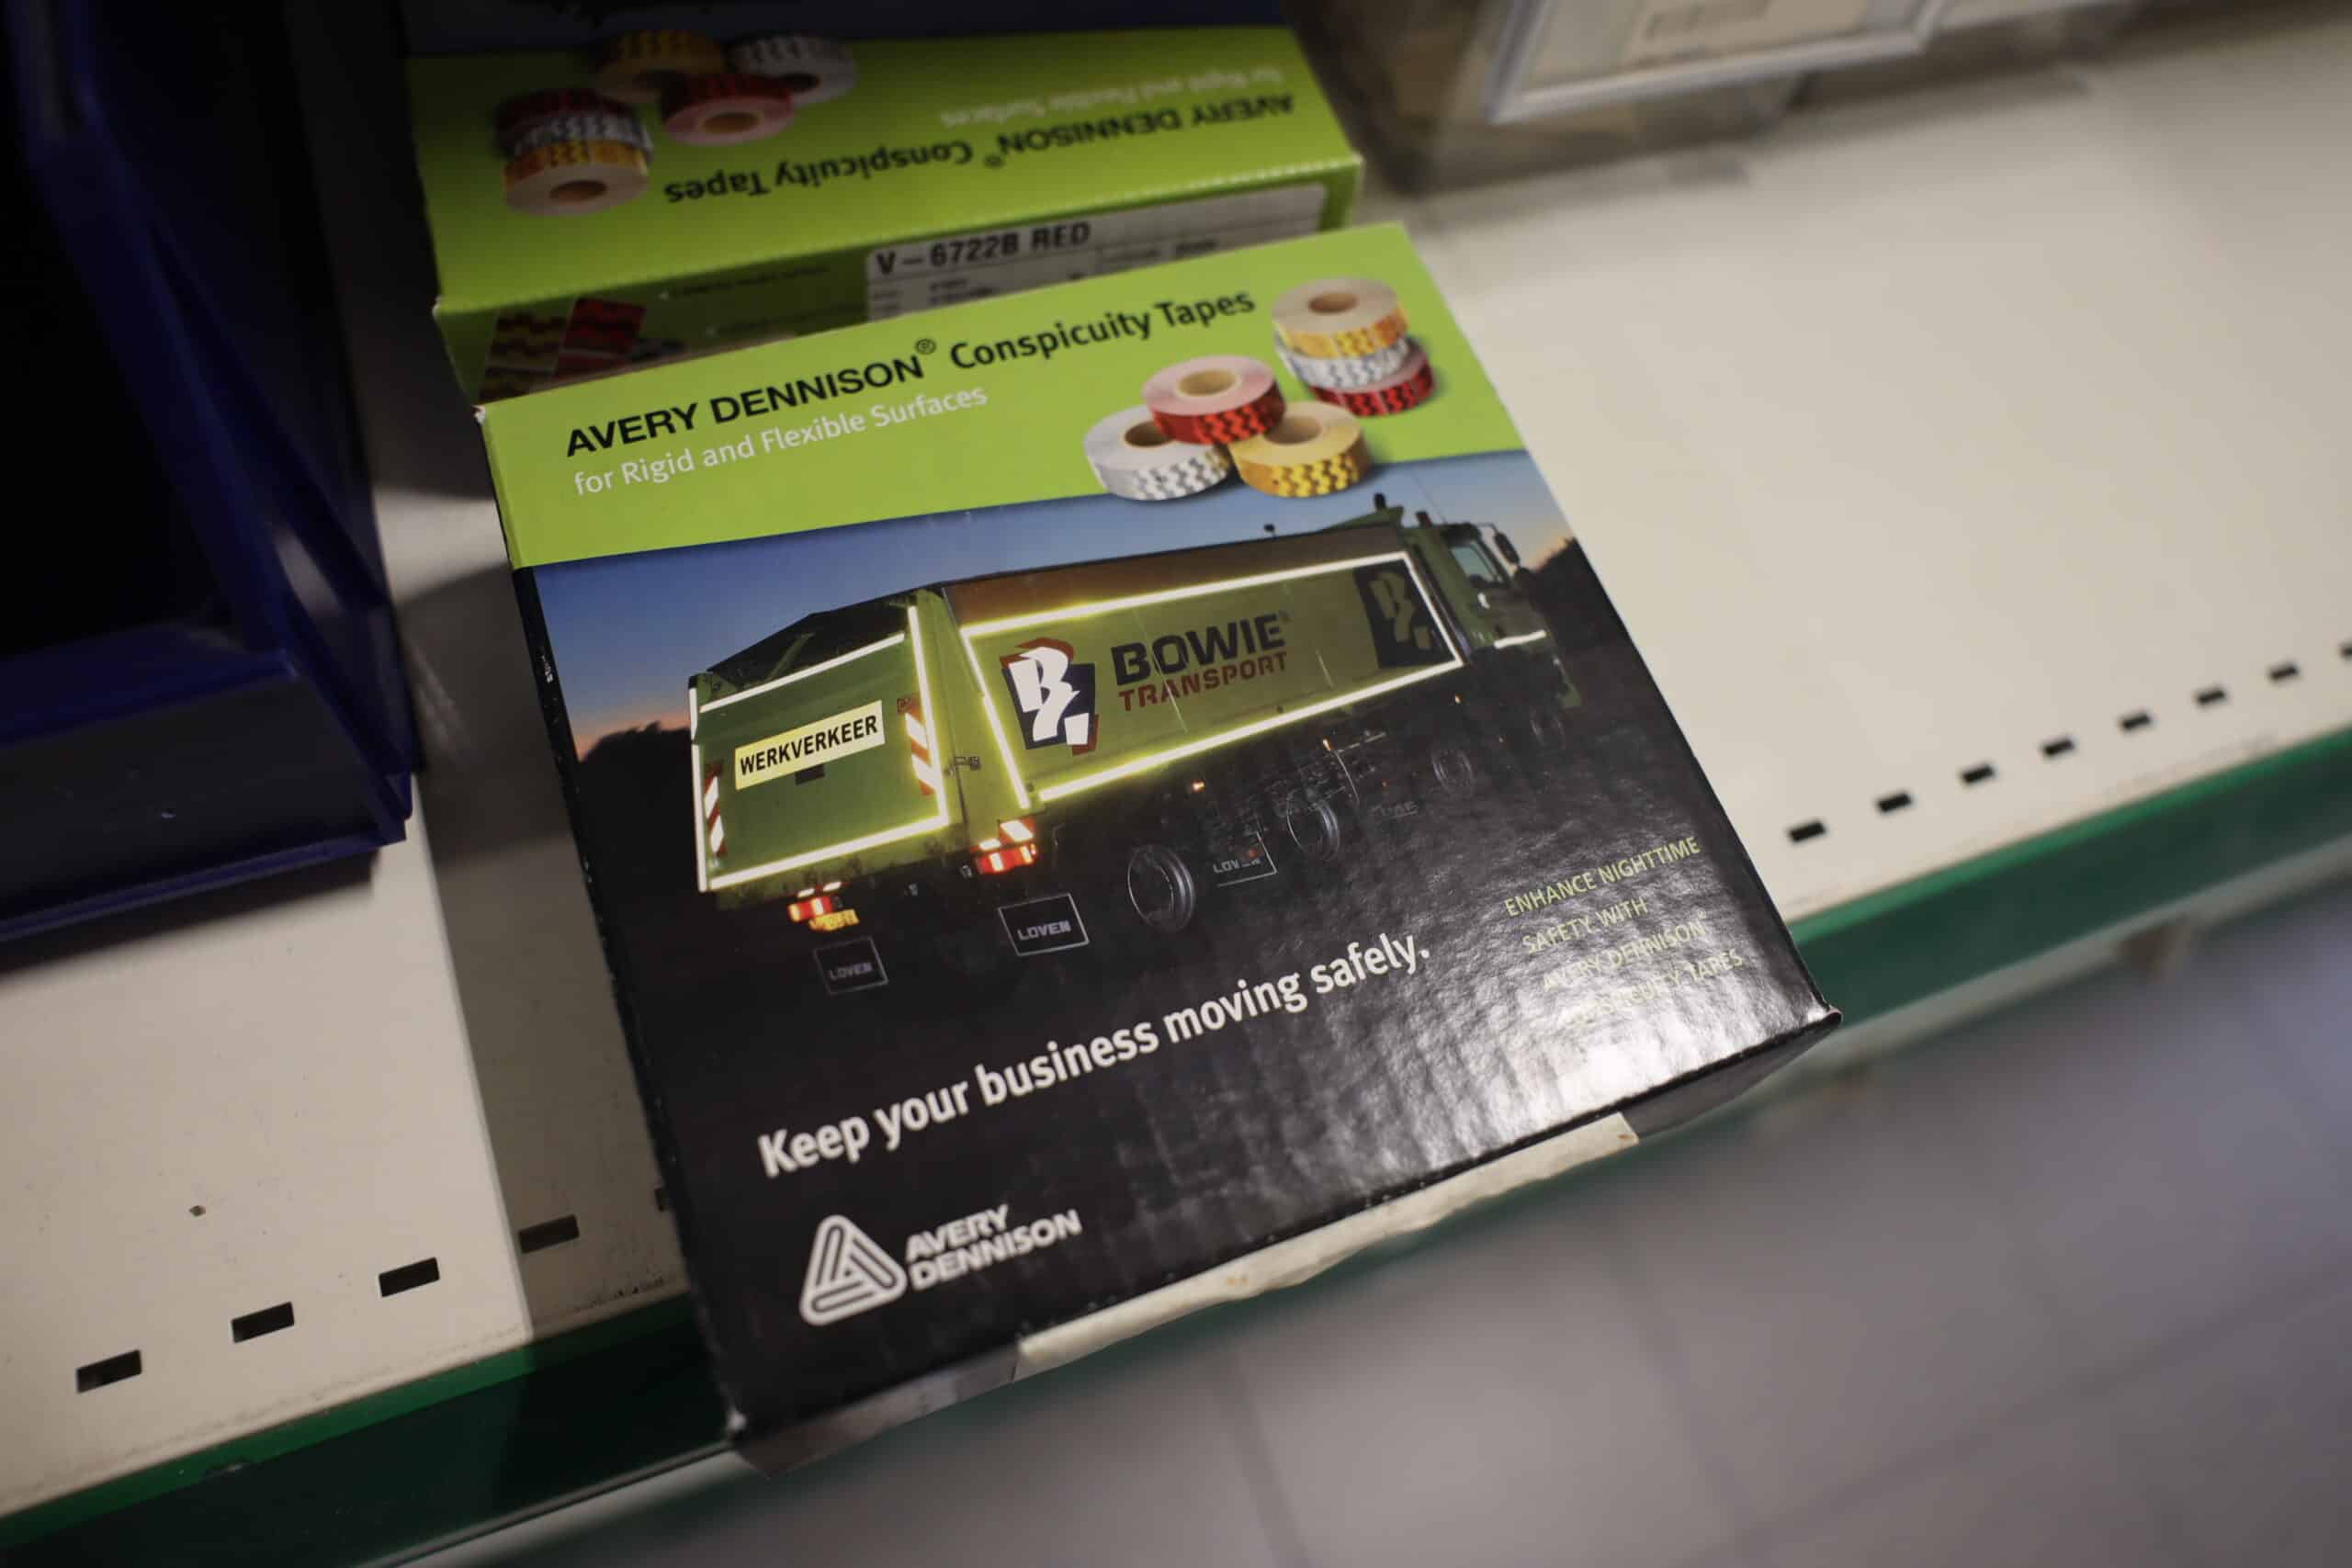 AVERY DENNISON® Conspicuity Tapes
for Rigid and Flexible Surfaces
V-6722B RED
AVERY DENNISON® Conspicuity Tapes
for Rigid and Flexible Surfaces
BOWIE
TRANSPORT
WERKVERKEER
LOVEN
LOVEN
ENHANCE NIGHTTIME
SAFETY WITH
AVERY DENNISON
CONSPICUITY TAPES
Keep your business moving safely.
AVERY
DENNISON